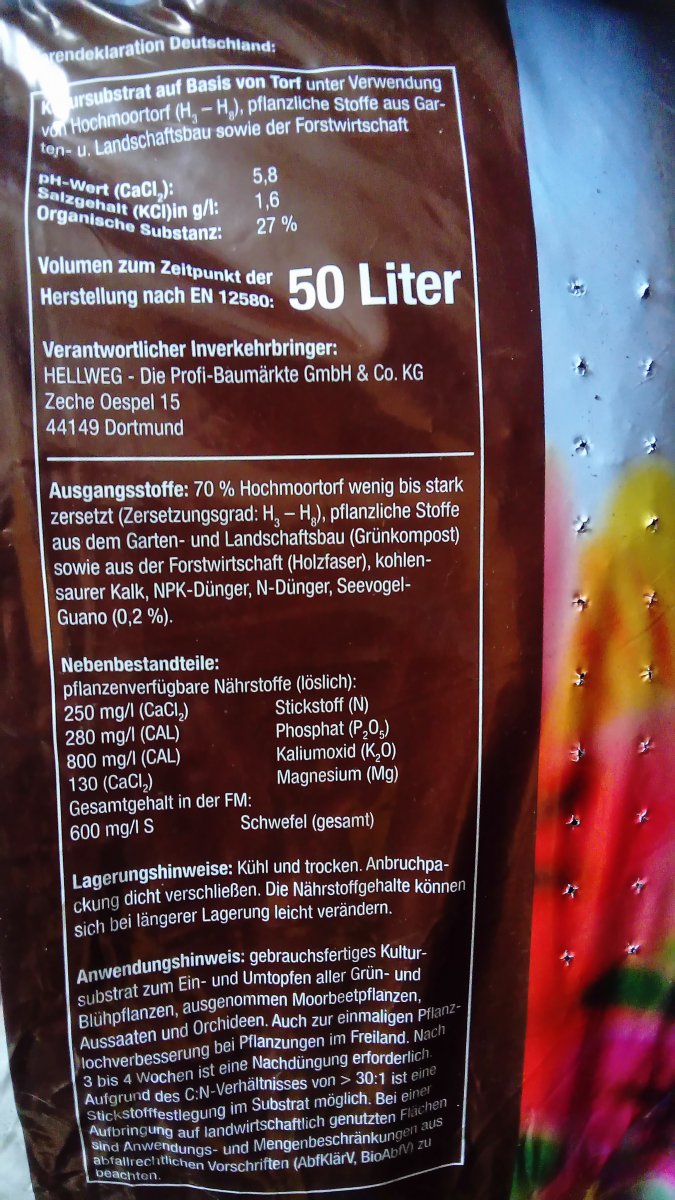 Deutschland:
auf Basis von Torf unter Verwendung
von Hochmoortorf (H₃ – H₈), pflanzliche Stoffe aus Gar-
ten- u. Landschaftsbau sowie der Forstwirtschaft
pH-Wert (CaCl₂): 5,8
Salzgehalt (KCl)in g/l: 1,6
Organische Substanz: 27 %
Volumen zum Zeitpunkt der
Herstellung nach EN 12580: 50 Liter
Verantwortlicher Inverkehrbringer:
HELLWEG - Die Profi-Baumärkte GmbH & Co. KG
Zeche Oespel 15
44149 Dortmund
Ausgangsstoffe: 70 % Hochmoortorf wenig bis stark
zersetzt (Zersetzungsgrad: H₃ – H₈), pflanzliche Stoffe
aus dem Garten- und Landschaftsbau (Grünkompost)
sowie aus der Forstwirtschaft (Holzfaser), kohlen-
saurer Kalk, NPK-Dünger, N-Dünger, Seevogel-
Guano (0,2 %).
Nebenbestandteile:
pflanzenverfügbare Nährstoffe (löslich):
250 mg/l (CaCl₂) Stickstoff (N)
280 mg/l (CAL) Phosphat (P₂O₅)
800 mg/l (CAL) Kaliumoxid (K₂O)
130 (CaCl₂) Magnesium (Mg)
Gesamtgehalt in der FM:
600 mg/l S Schwefel (gesamt)
Lagerungshinweise: Kühl und trocken. Anbruchpa-
ckung dicht verschließen. Die Nährstoffgehalte können
sich bei längerer Lagerung leicht verändern.
Anwendungshinweis: gebrauchsfertiges Kultur-
substrat zum Ein- und Umtopfen aller Grün- und
Blühpflanzen, ausgenommen Moorbeetpflanzen,
Aussaaten und Orchideen. Auch zur einmaligen Pflanz-
lochverbesserung bei Pflanzungen im Freiland. Nach
3 bis 4 Wochen ist eine Nachdüngung erforderlich.
Aufgrund des C:N-Verhältnisses von > 30:1 ist eine
Stickstofffestlegung im Substrat möglich. Bei einer
Aufbringung auf landwirtschaftlich genutzten Flächen
sind Anwendungs- und Mengenbeschränkungen aus
abfallrechtlichen Vorschriften (AbfKlärV, BioAbfV) zu
beachten.